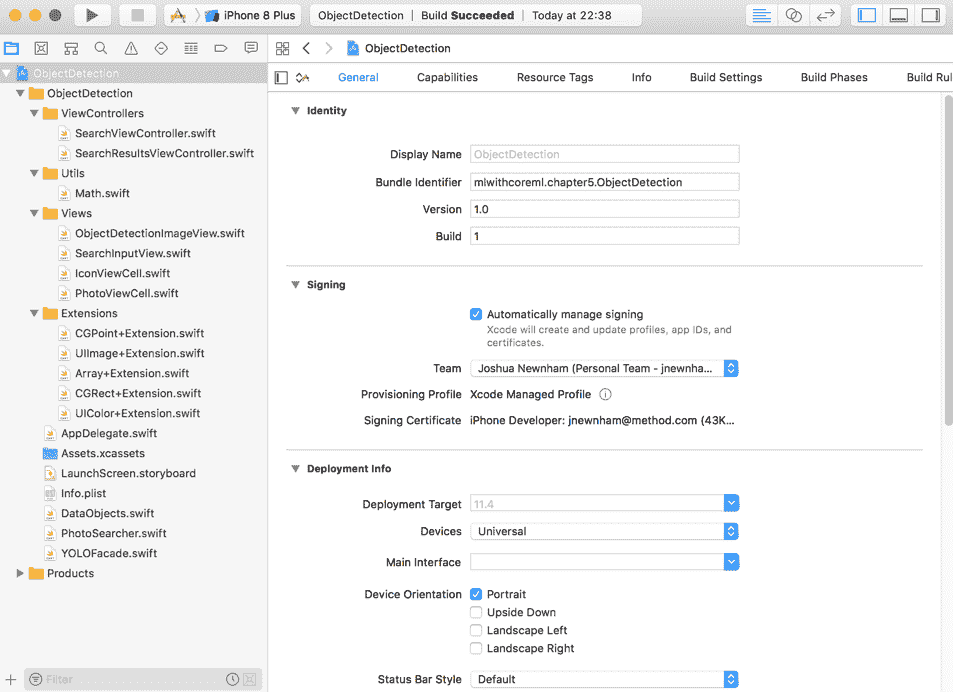 iPhone 8 Plus
ObjectDetection | Build Succeeded | Today at 22:38
ObjectDetection
ObjectDetection
ViewControllers
SearchViewController.swift
SearchResultsViewController.swift
Utils
Math.swift
Views
ObjectDetectionImageView.swift
SearchInputView.swift
IconViewCell.swift
PhotoViewCell.swift
Extensions
CGPoint+Extension.swift
UIImage+Extension.swift
Array+Extension.swift
CGRect+Extension.swift
UIColor+Extension.swift
AppDelegate.swift
Assets.xcassets
LaunchScreen.storyboard
Info.plist
DataObjects.swift
PhotoSearcher.swift
YOLOFacade.swift
Products
Filter
ObjectDetection
General Capabilities Resource Tags Info Build Settings Build Phases Build Rul
Identity
Display Name ObjectDetection
Bundle Identifier mlwithcoreml.chapter5.ObjectDetection
Version 1.0
Build 1
Signing
Automatically manage signing
Xcode will create and update profiles, app IDs, and
certificates.
Team Joshua Newnham (Personal Team - jnewnha...
Provisioning Profile Xcode Managed Profile
Signing Certificate iPhone Developer: jnewnham@method.com (43K...
Deployment Info
Deployment Target 11.4
Devices Universal
Main Interface
Device Orientation Portrait
Upside Down
Landscape Left
Landscape Right
Status Bar Style Default